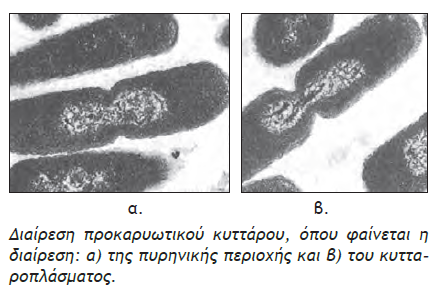 α.
β.
Διαίρεση προκαρυωτικού κυττάρου, όπου φαίνεται η
διαίρεση: α) της πυρηνικής περιοχής και β) του κυττα-
ροπλάσματος.